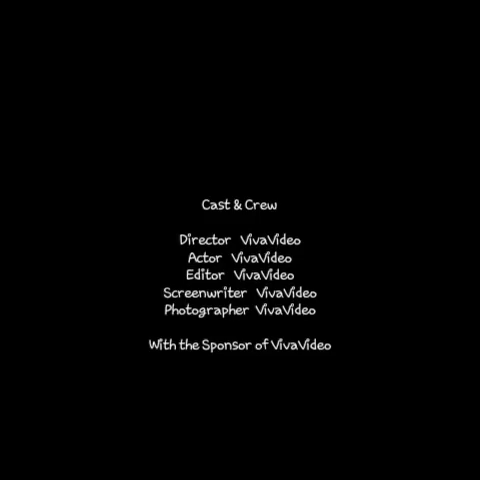 Cast & Crew
Director VivaVideo
Actor VivaVideo
Editor VivaVideo
Screenwriter VivaVideo
Photographer VivaVideo
With the Sponsor of VivaVideo